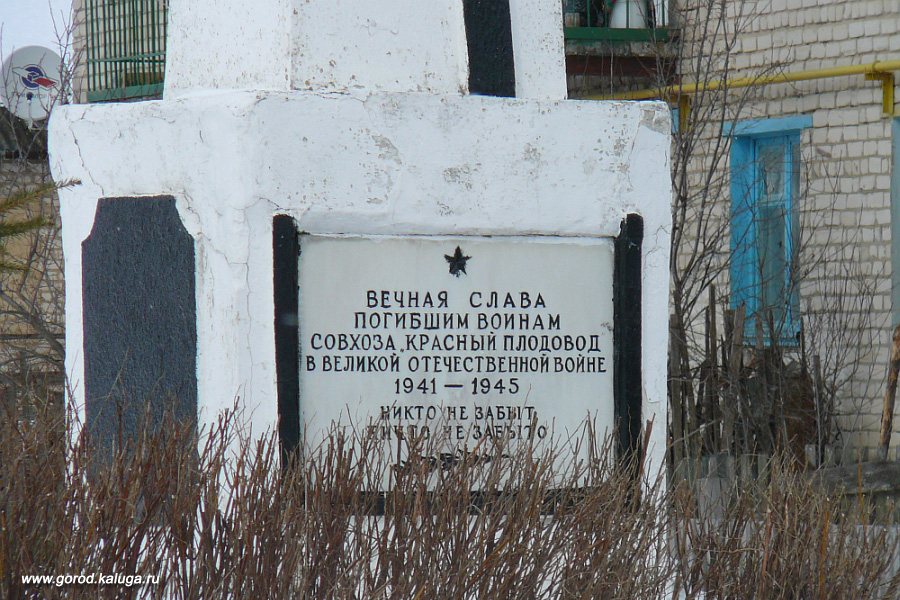 ВЕЧНАЯ СЛАВА
ПОГИБШИМ ВОИНАМ
СОВХОЗА „КРАСНЫЙ ПЛОДОВОД"
В ВЕЛИКОЙ ОТЕЧЕСТВЕННОЙ ВОЙНЕ
1941 — 1945
НИКТО НЕ ЗАБЫТ
НИЧТО НЕ ЗАБЫТО
www.gorod.kaluga.ru